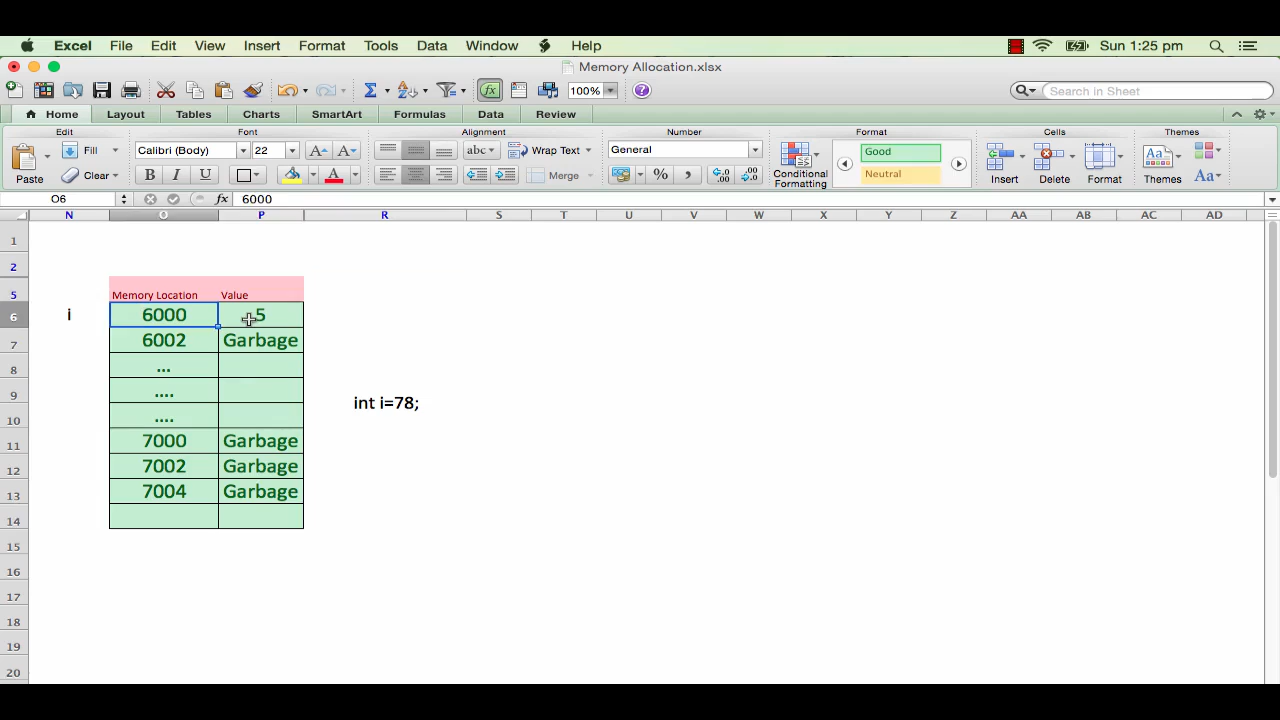 Excel File Edit View Insert Format Tools Data Window Help Sun 1:25 pm
Memory Allocation.xlsx
100% Search in Sheet
Home Layout Tables Charts SmartArt Formulas Data Review
Edit Font Alignment Number Format Cells Themes
Fill Calibri (Body) 22 abc Wrap Text General Good
Paste Clear B I U A Merge % Conditional Formatting Neutral Insert Delete Format Themes Aa
O6 fx 6000
N O P R S T U V W X Y Z AA AB AC AD
1
2
5 Memory Location Value
6 i 6000 5
7 6002 Garbage
8 ...
9 .... int i=78;
10 ....
11 7000 Garbage
12 7002 Garbage
13 7004 Garbage
14
15
16
17
18
19
20